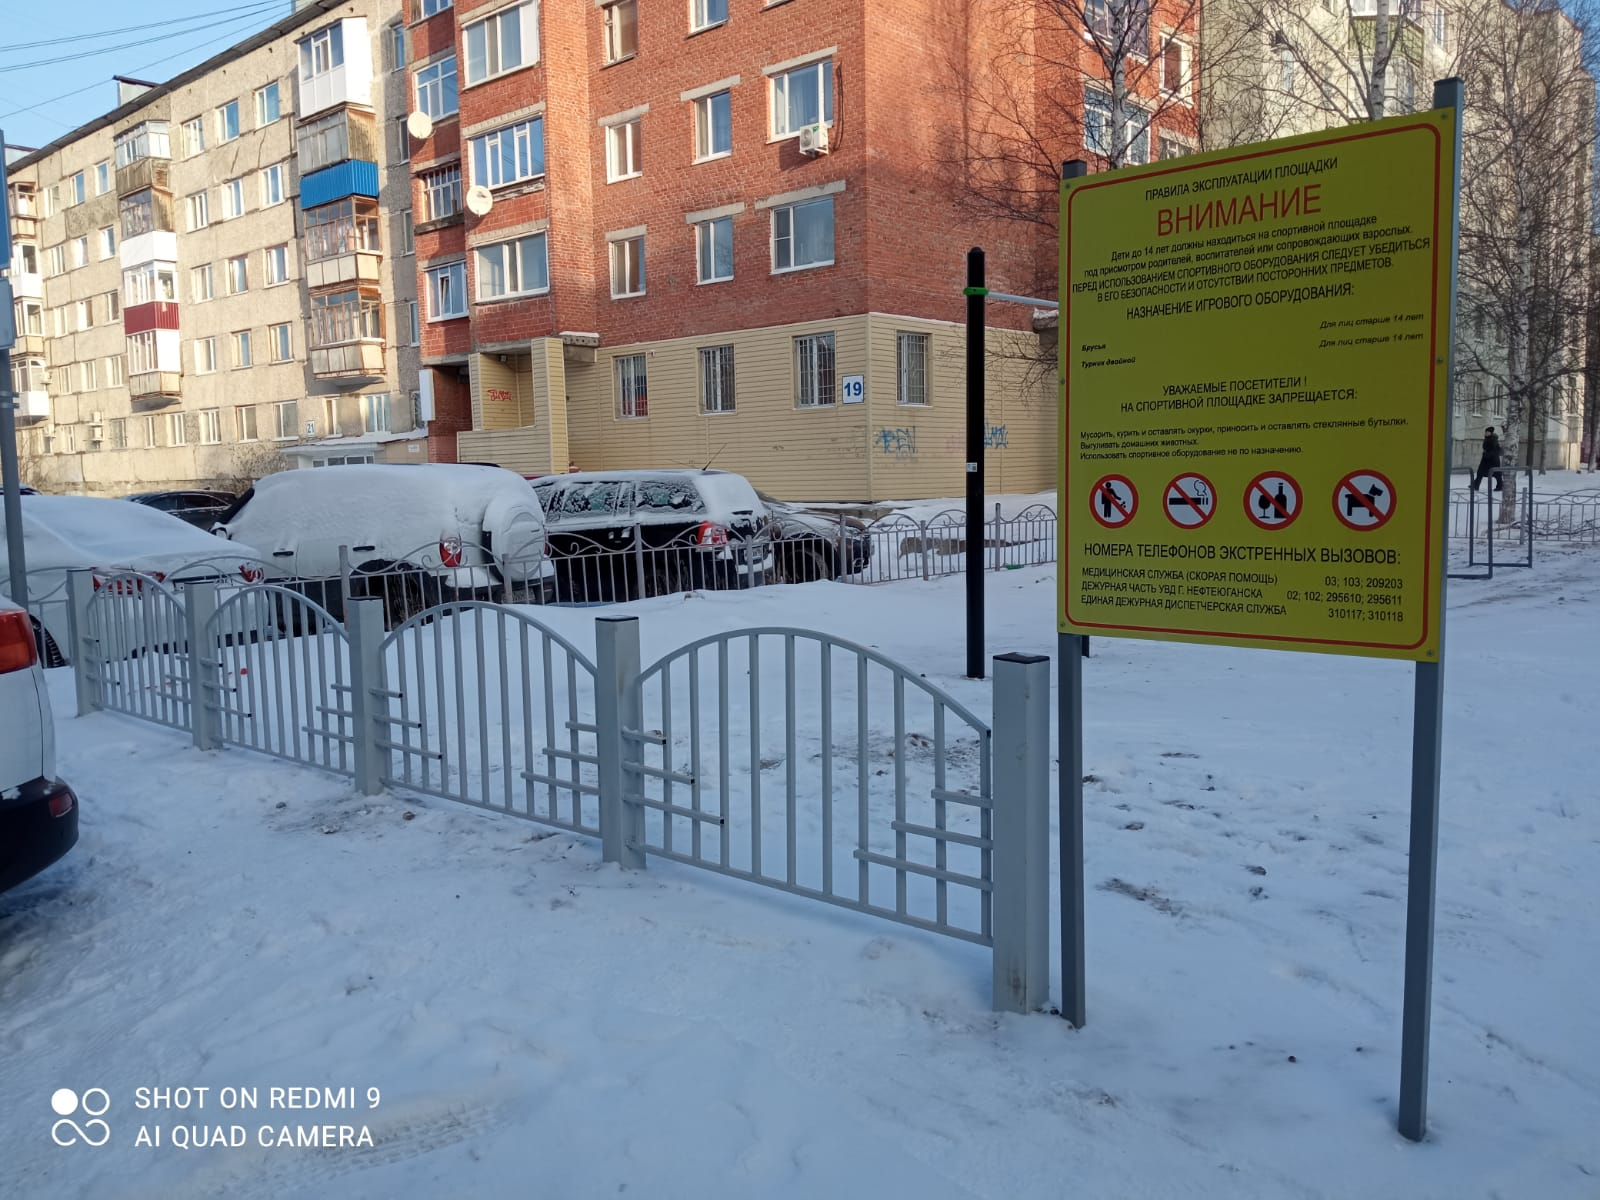 ПРАВИЛА ЭКСПЛУАТАЦИИ ПЛОЩАДКИ
ВНИМАНИЕ
Дети до 14 лет должны находиться на спортивной площадке
под присмотром родителей, воспитателей или сопровождающих взрослых.
ПЕРЕД ИСПОЛЬЗОВАНИЕМ СПОРТИВНОГО ОБОРУДОВАНИЯ СЛЕДУЕТ УБЕДИТЬСЯ
В ЕГО БЕЗОПАСНОСТИ И ОТСУТСТВИИ ПОСТОРОННИХ ПРЕДМЕТОВ.
НАЗНАЧЕНИЕ ИГРОВОГО ОБОРУДОВАНИЯ:
Брусья Для лиц старше 14 лет
Турник двойной Для лиц старше 14 лет
УВАЖАЕМЫЕ ПОСЕТИТЕЛИ !
НА СПОРТИВНОЙ ПЛОЩАДКЕ ЗАПРЕЩАЕТСЯ:
Мусорить, курить и оставлять окурки, приносить и оставлять стеклянные бутылки.
Выгуливать домашних животных.
Использовать спортивное оборудование не по назначению.
НОМЕРА ТЕЛЕФОНОВ ЭКСТРЕННЫХ ВЫЗОВОВ:
МЕДИЦИНСКАЯ СЛУЖБА (СКОРАЯ ПОМОЩЬ) 03; 103; 209203
ДЕЖУРНАЯ ЧАСТЬ УВД Г. НЕФТЕЮГАНСКА 02; 102; 295610; 295611
ЕДИНАЯ ДЕЖУРНАЯ ДИСПЕТЧЕРСКАЯ СЛУЖБА 310117; 310118
19
21
SHOT ON REDMI 9
AI QUAD CAMERA